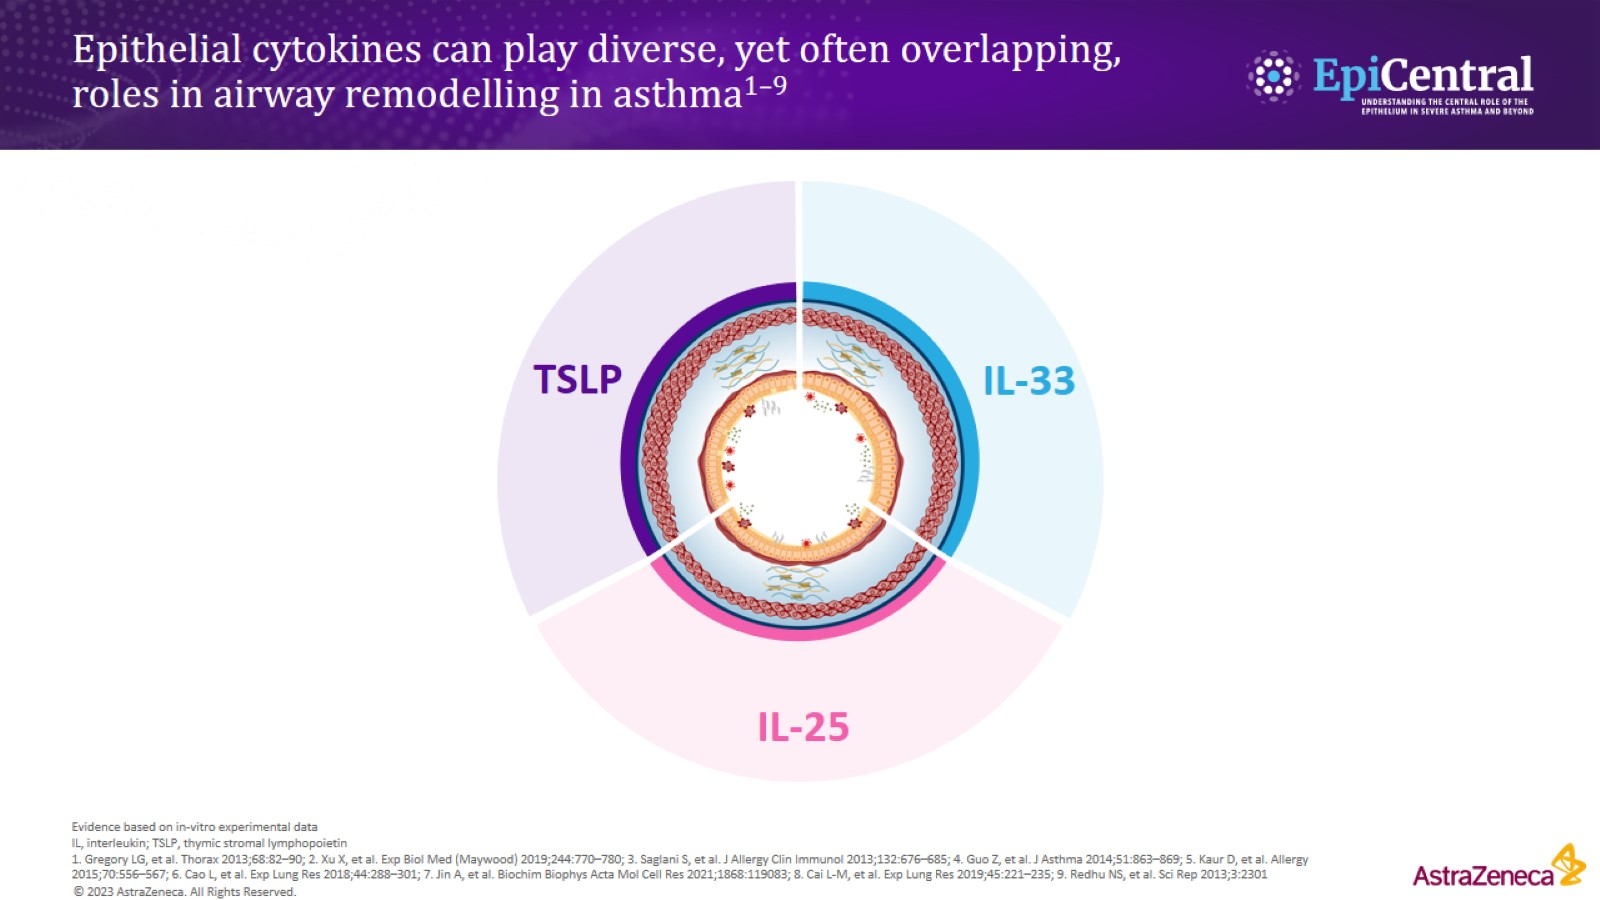 Epithelial cytokines can play diverse, yet often overlapping,
roles in airway remodelling in asthma¹⁻⁹
EpiCentral
UNDERSTANDING THE CENTRAL ROLE OF THE
EPITHELIUM IN SEVERE ASTHMA AND BEYOND
TSLP
IL-33
IL-25
Evidence based on in-vitro experimental data
IL, interleukin; TSLP, thymic stromal lymphopoietin
1. Gregory LG, et al. Thorax 2013;68:82–90; 2. Xu X, et al. Exp Biol Med (Maywood) 2019;244:770–780; 3. Saglani S, et al. J Allergy Clin Immunol 2013;132:676–685; 4. Guo Z, et al. J Asthma 2014;51:863–869; 5. Kaur D, et al. Allergy
2015;70:556–567; 6. Cao L, et al. Exp Lung Res 2018;44:288–301; 7. Jin A, et al. Biochim Biophys Acta Mol Cell Res 2021;1868:119083; 8. Cai L-M, et al. Exp Lung Res 2019;45:221–235; 9. Redhu NS, et al. Sci Rep 2013;3:2301
© 2023 AstraZeneca. All Rights Reserved.
AstraZeneca